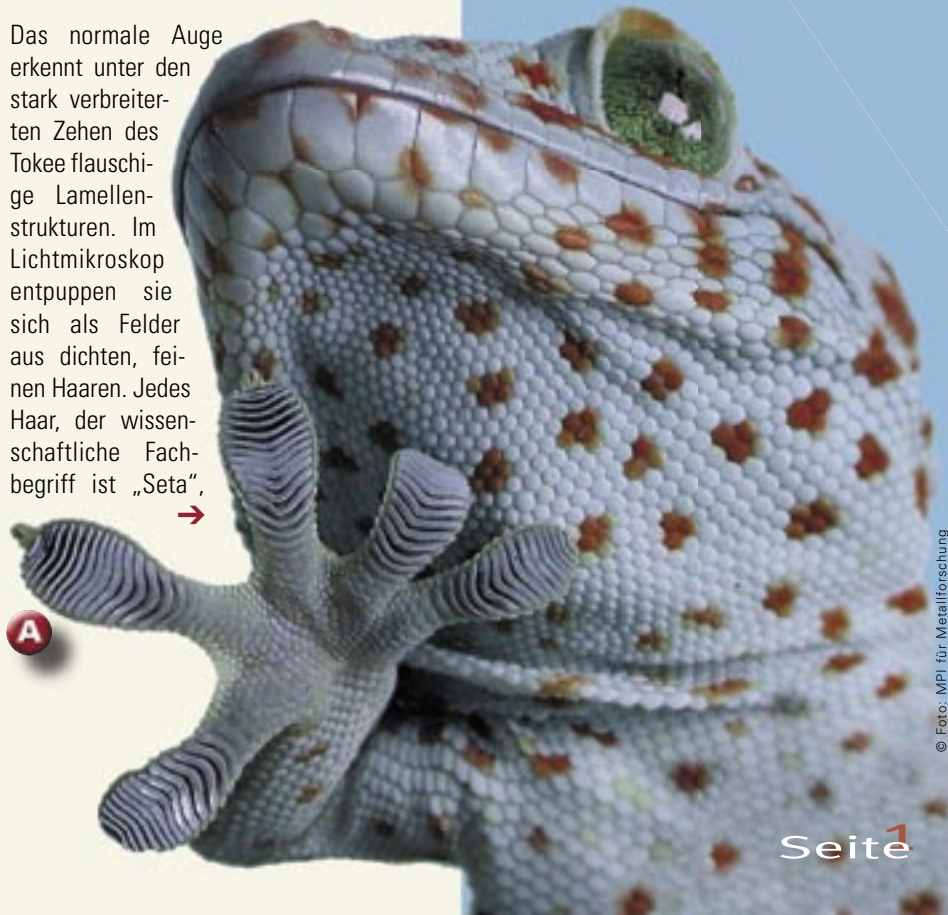 Das normale Auge
erkennt unter den
stark verbreiter-
ten Zehen des
Tokee flauschi-
ge Lamellen-
strukturen. Im
Lichtmikroskop
entpuppen sie
sich als Felder
aus dichten, fei-
nen Haaren. Jedes
Haar, der wissen-
schaftliche Fach-
begriff ist „Seta“,
➔
A
© Foto: MPI für Metallforschung
Seite 1